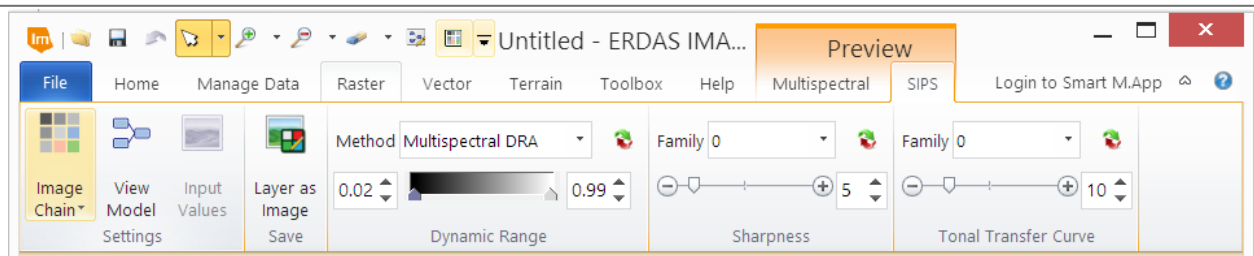 Im Untitled - ERDAS IMA... Preview
File Home Manage Data Raster Vector Terrain Toolbox Help Multispectral SIPS Login to Smart M.App
Method Multispectral DRA Family 0 Family 0
Image Chain View Model Input Values Layer as Image 0.02 0.99 5 10
Settings Save Dynamic Range Sharpness Tonal Transfer Curve